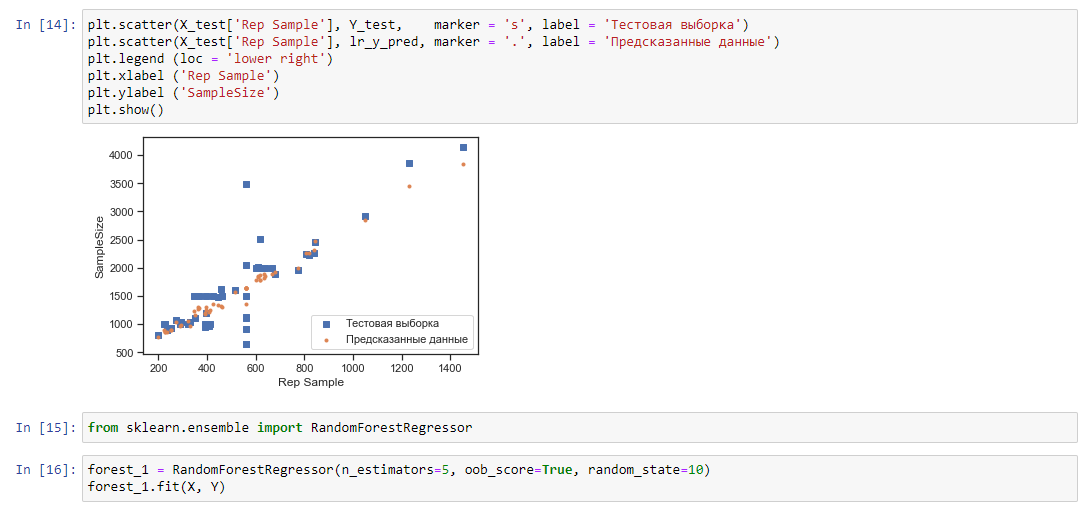 In [14]: plt.scatter(X_test['Rep Sample'], Y_test,    marker = 's', label = 'Тестовая выборка')
plt.scatter(X_test['Rep Sample'], lr_y_pred, marker = '.', label = 'Предсказанные данные')
plt.legend (loc = 'lower right')
plt.xlabel ('Rep Sample')
plt.ylabel ('SampleSize')
plt.show()
4000
3500
3000
2500
2000
1500
1000
500
SampleSize
Тестовая выборка
Предсказанные данные
200 400 600 800 1000 1200 1400
Rep Sample
In [15]: from sklearn.ensemble import RandomForestRegressor
In [16]: forest_1 = RandomForestRegressor(n_estimators=5, oob_score=True, random_state=10)
forest_1.fit(X, Y)